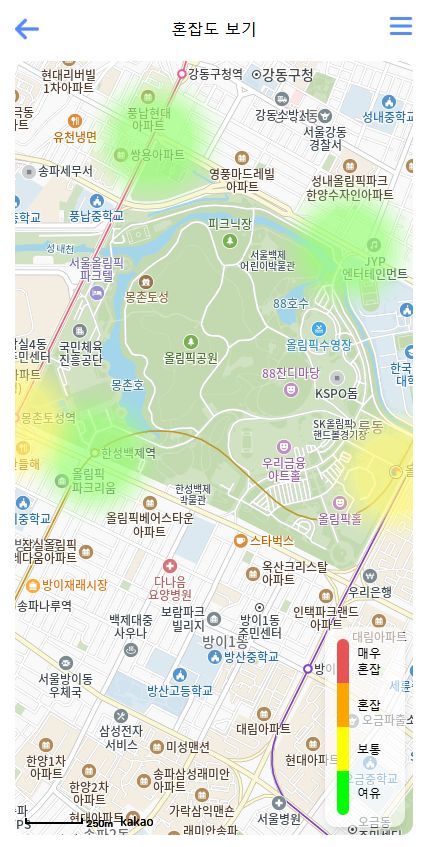 혼잡도 보기
현대리버빌
1차아파트
강동구청역
강동구청
유천냉면
풍납현대
아파트
쌍용아파트
서울강동
경찰서
성내중학교
송파세무서
영풍마드레빌
아파트
성내올림픽파크
한양수자인아파트
풍납중학교
피크닉장
성내천
서울올림픽
파크텔
서울백제
어린이박물관
JYP
엔터테인먼트
몽촌토성
88호수
국민체육
진흥공단
올림픽공원
올림픽수영장
88잔디마당
몽촌호
KSPO돔
몽촌토성역
SK올림픽
핸드볼경기장
한성백제역
우리금융
아트홀
올림픽
파크리움
한성백제
박물관
올림픽베어스타운
아파트
올림픽홀
스타벅스
다나음
요양병원
옥산크리스탈
아파트
방이재래시장
우리은행
송파나루역
보람파크
빌리지
방이1동
주민센터
인택파크랜드
아파트
백제대중
사우나
방이1동
대림아파트
방산중학교
서울방이동
우체국
방산고등학교
매우
혼잡
혼잡
보통
여유
삼성전자
서비스
대림아파트
미성맨션
한양1차
아파트
현대아파트
한양2차
아파트
송파삼성래미안
아파트
가락삼익맨숀
서울병원
현대아파트
250m
kakao
래미안송파